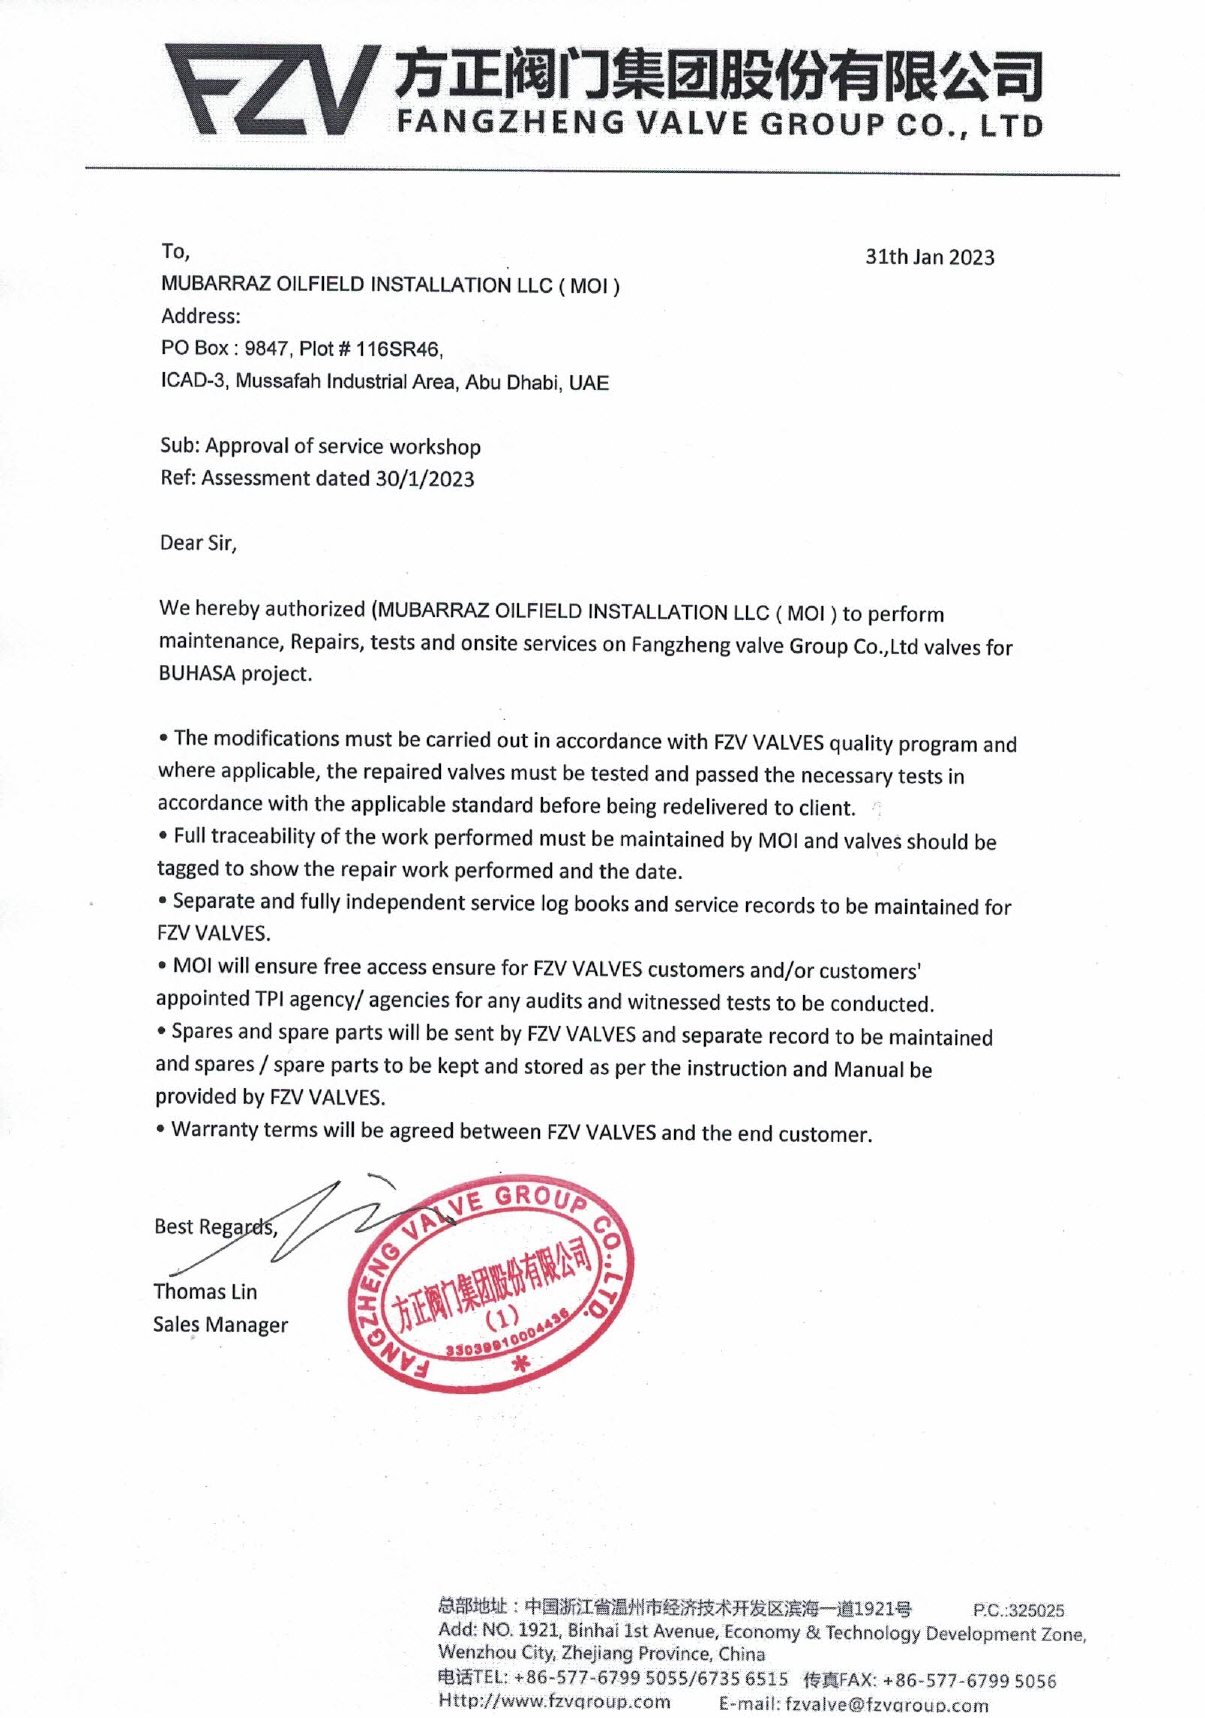 FZV 方正阀门集团股份有限公司
FANGZHENG VALVE GROUP CO., LTD
To,
31th Jan 2023
MUBARRAZ OILFIELD INSTALLATION LLC ( MOI )
Address:
PO Box : 9847, Plot # 116SR46,
ICAD-3, Mussafah Industrial Area, Abu Dhabi, UAE
Sub: Approval of service workshop
Ref: Assessment dated 30/1/2023
Dear Sir,
We hereby authorized (MUBARRAZ OILFIELD INSTALLATION LLC ( MOI ) to perform
maintenance, Repairs, tests and onsite services on Fangzheng valve Group Co.,Ltd valves for
BUHASA project.
• The modifications must be carried out in accordance with FZV VALVES quality program and
where applicable, the repaired valves must be tested and passed the necessary tests in
accordance with the applicable standard before being redelivered to client.
• Full traceability of the work performed must be maintained by MOI and valves should be
tagged to show the repair work performed and the date.
• Separate and fully independent service log books and service records to be maintained for
FZV VALVES.
• MOI will ensure free access ensure for FZV VALVES customers and/or customers'
appointed TPI agency/ agencies for any audits and witnessed tests to be conducted.
• Spares and spare parts will be sent by FZV VALVES and separate record to be maintained
and spares / spare parts to be kept and stored as per the instruction and Manual be
provided by FZV VALVES.
• Warranty terms will be agreed between FZV VALVES and the end customer.
Best Regards,
Thomas Lin
Sales Manager
FANGZHENG VALVE GROUP CO.,LTD.
方正阀门集团股份有限公司
(1)
33039910004436
总部地址：中国浙江省温州市经济技术开发区滨海一道1921号 P.C.:325025
Add: NO. 1921, Binhai 1st Avenue, Economy & Technology Development Zone,
Wenzhou City, Zhejiang Province, China
电话TEL: +86-577-6799 5055/6735 6515 传真FAX: +86-577-6799 5056
Http://www.fzvgroup.com E-mail: fzvalve@fzvgroup.com